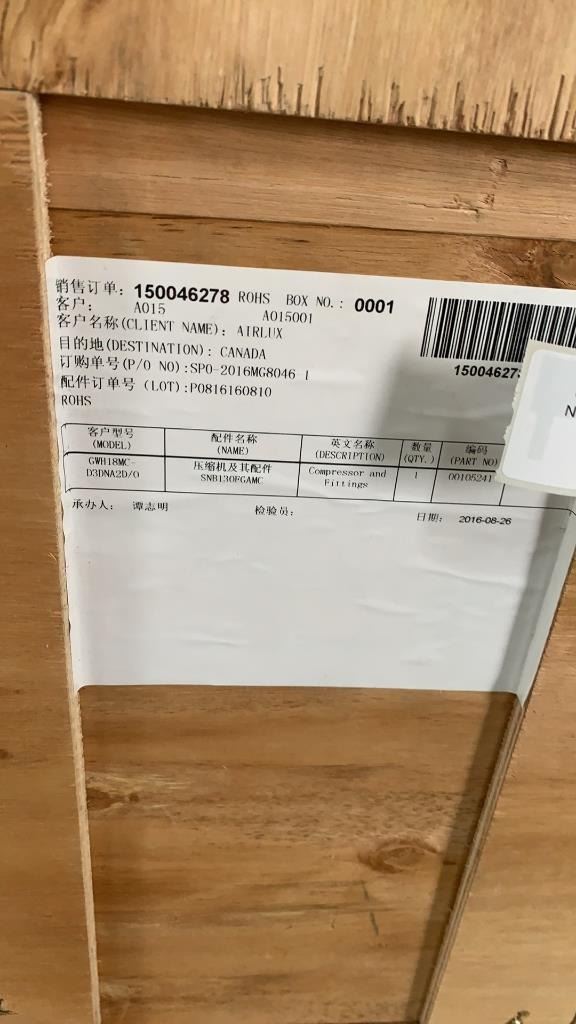 销售订单: 150046278 ROHS BOX NO.: 0001
客户: A015 A015001
客户名称(CLIENT NAME): AIRLUX
目的地(DESTINATION): CANADA
订购单号(P/O NO):SPO-2016MG8046-1
配件订单号 (LOT):P0816160810
ROHS
15004627
N
客户型号 配件名称 英文名称 数量 编码
(MODEL) (NAME) (DESCRIPTION) (QTY.) (PART NO)
GWH18MC- 压缩机及其配件 Compressor and 1 00105241
D3DNA2D/O SNB130FGAMC Fittings
承办人: 谭志明 检验员: 日期: 2016-08-26